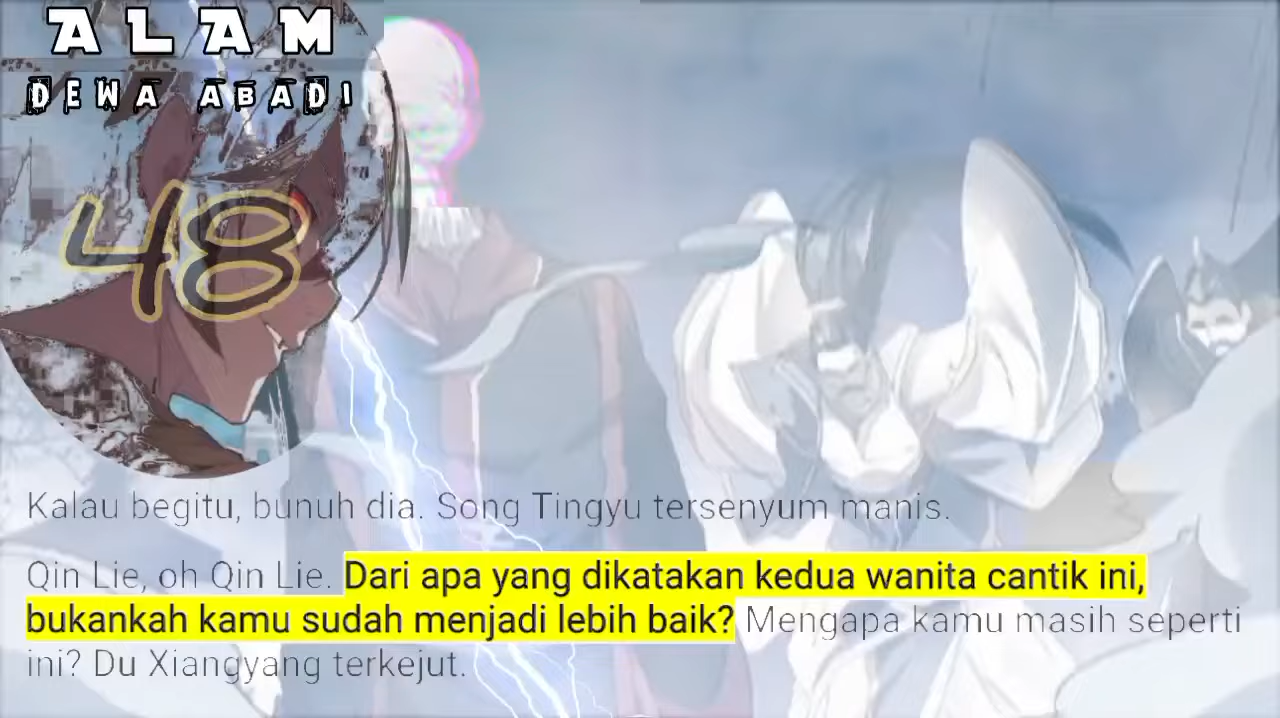 ALAM
DEWA ABADI
48
Kalau begitu, bunuh dia. Song Tingyu tersenyum manis.
Qin Lie, oh Qin Lie. Dari apa yang dikatakan kedua wanita cantik ini,
bukankah kamu sudah menjadi lebih baik? Mengapa kamu masih seperti
ini? Du Xiangyang terkejut.